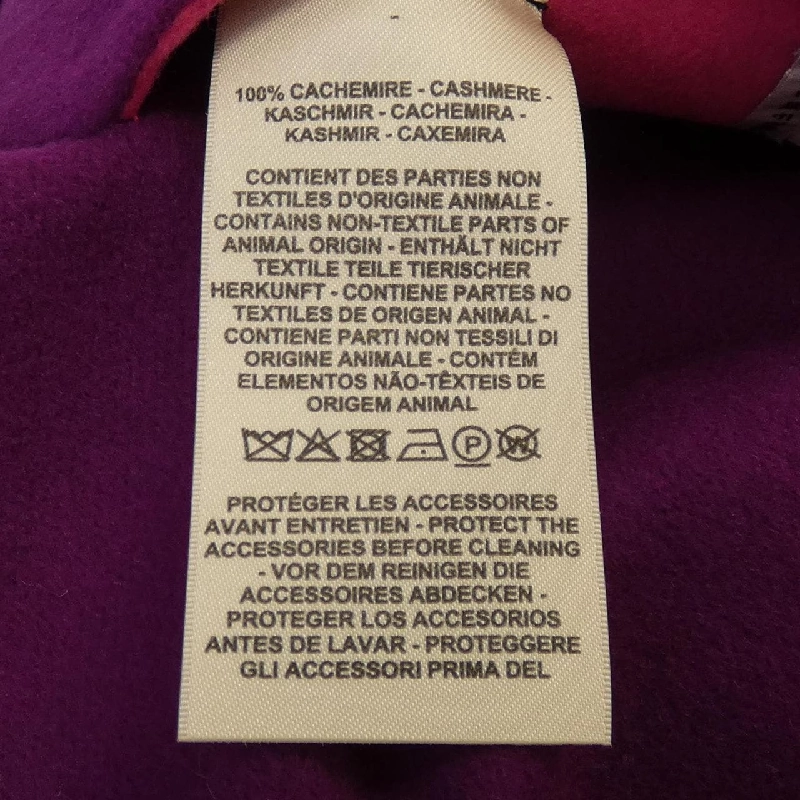 100% CACHEMIRE - CASHMERE -
KASCHMIR - CACHEMIRA -
KASHMIR - CAXEMIRA
CONTIENT DES PARTIES NON
TEXTILES D'ORIGINE ANIMALE -
CONTAINS NON-TEXTILE PARTS OF
ANIMAL ORIGIN - ENTHÄLT NICHT
TEXTILE TEILE TIERISCHER
HERKUNFT - CONTIENE PARTES NO
TEXTILES DE ORIGEN ANIMAL -
CONTIENE PARTI NON TESSILI DI
ORIGINE ANIMALE - CONTÉM
ELEMENTOS NÃO-TÊXTEIS DE
ORIGEM ANIMAL
P W
PROTÉGER LES ACCESSOIRES
AVANT ENTRETIEN - PROTECT THE
ACCESSORIES BEFORE CLEANING
- VOR DEM REINIGEN DIE
ACCESSOIRES ABDECKEN -
PROTEGER LOS ACCESORIOS
ANTES DE LAVAR - PROTEGGERE
GLI ACCESSORI PRIMA DEL